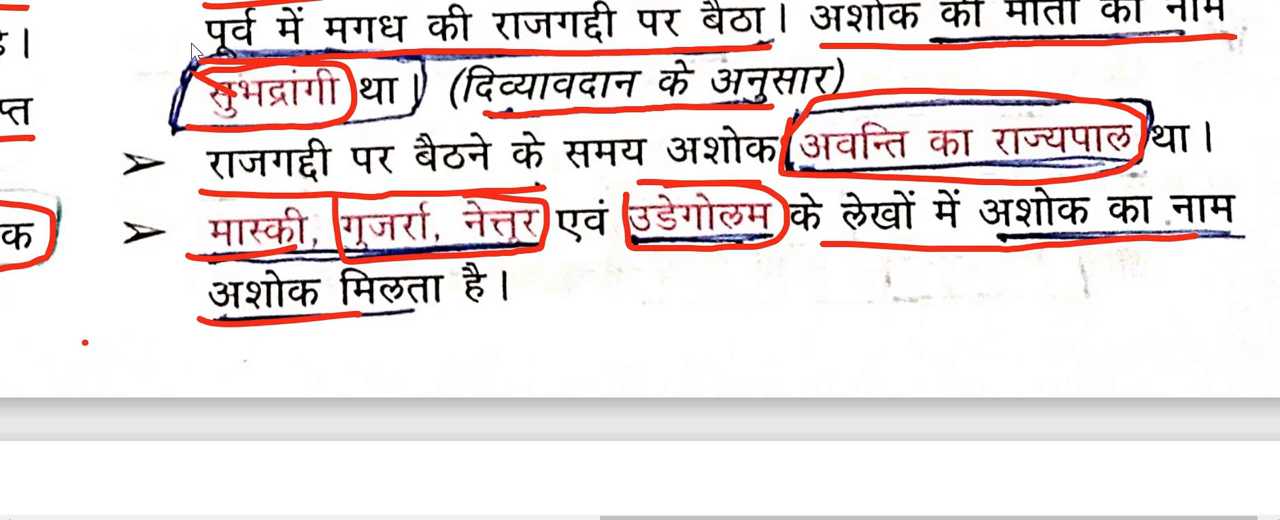 है।
प्त
क
पूर्व में मगध की राजगद्दी पर बैठा। अशोक की माता का नाम
सुभद्रांगी था। (दिव्यावदान के अनुसार)
➢ राजगद्दी पर बैठने के समय अशोक अवन्ति का राज्यपाल था।
➢ मास्की, गुजर्रा, नेत्तूर एवं उडेगोलम के लेखों में अशोक का नाम
अशोक मिलता है।